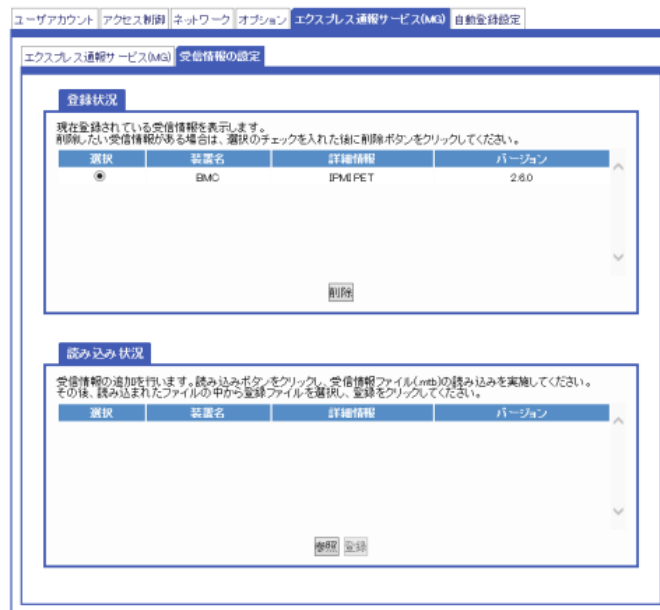 ユーザアカウント アクセス制御 ネットワーク オプション エクスプレス通報サービス(MG) 自動登録設定
エクスプレス通報サービス(MG) 受信情報の設定
登録状況
現在登録されている受信情報を表示します。
削除したい受信情報がある場合は、選択のチェックを入れた後に削除ボタンをクリックしてください。
選択 装置名 詳細情報 バージョン
BMC IPMI PET 2.6.0
削除
読み込み状況
受信情報の追加を行います。読み込みボタンをクリックし、受信情報ファイル(.mtb)の読み込みを実施してください。
その後、読み込まれたファイルの中から登録ファイルを選択し、登録をクリックしてください。
選択 装置名 詳細情報 バージョン
参照 登録